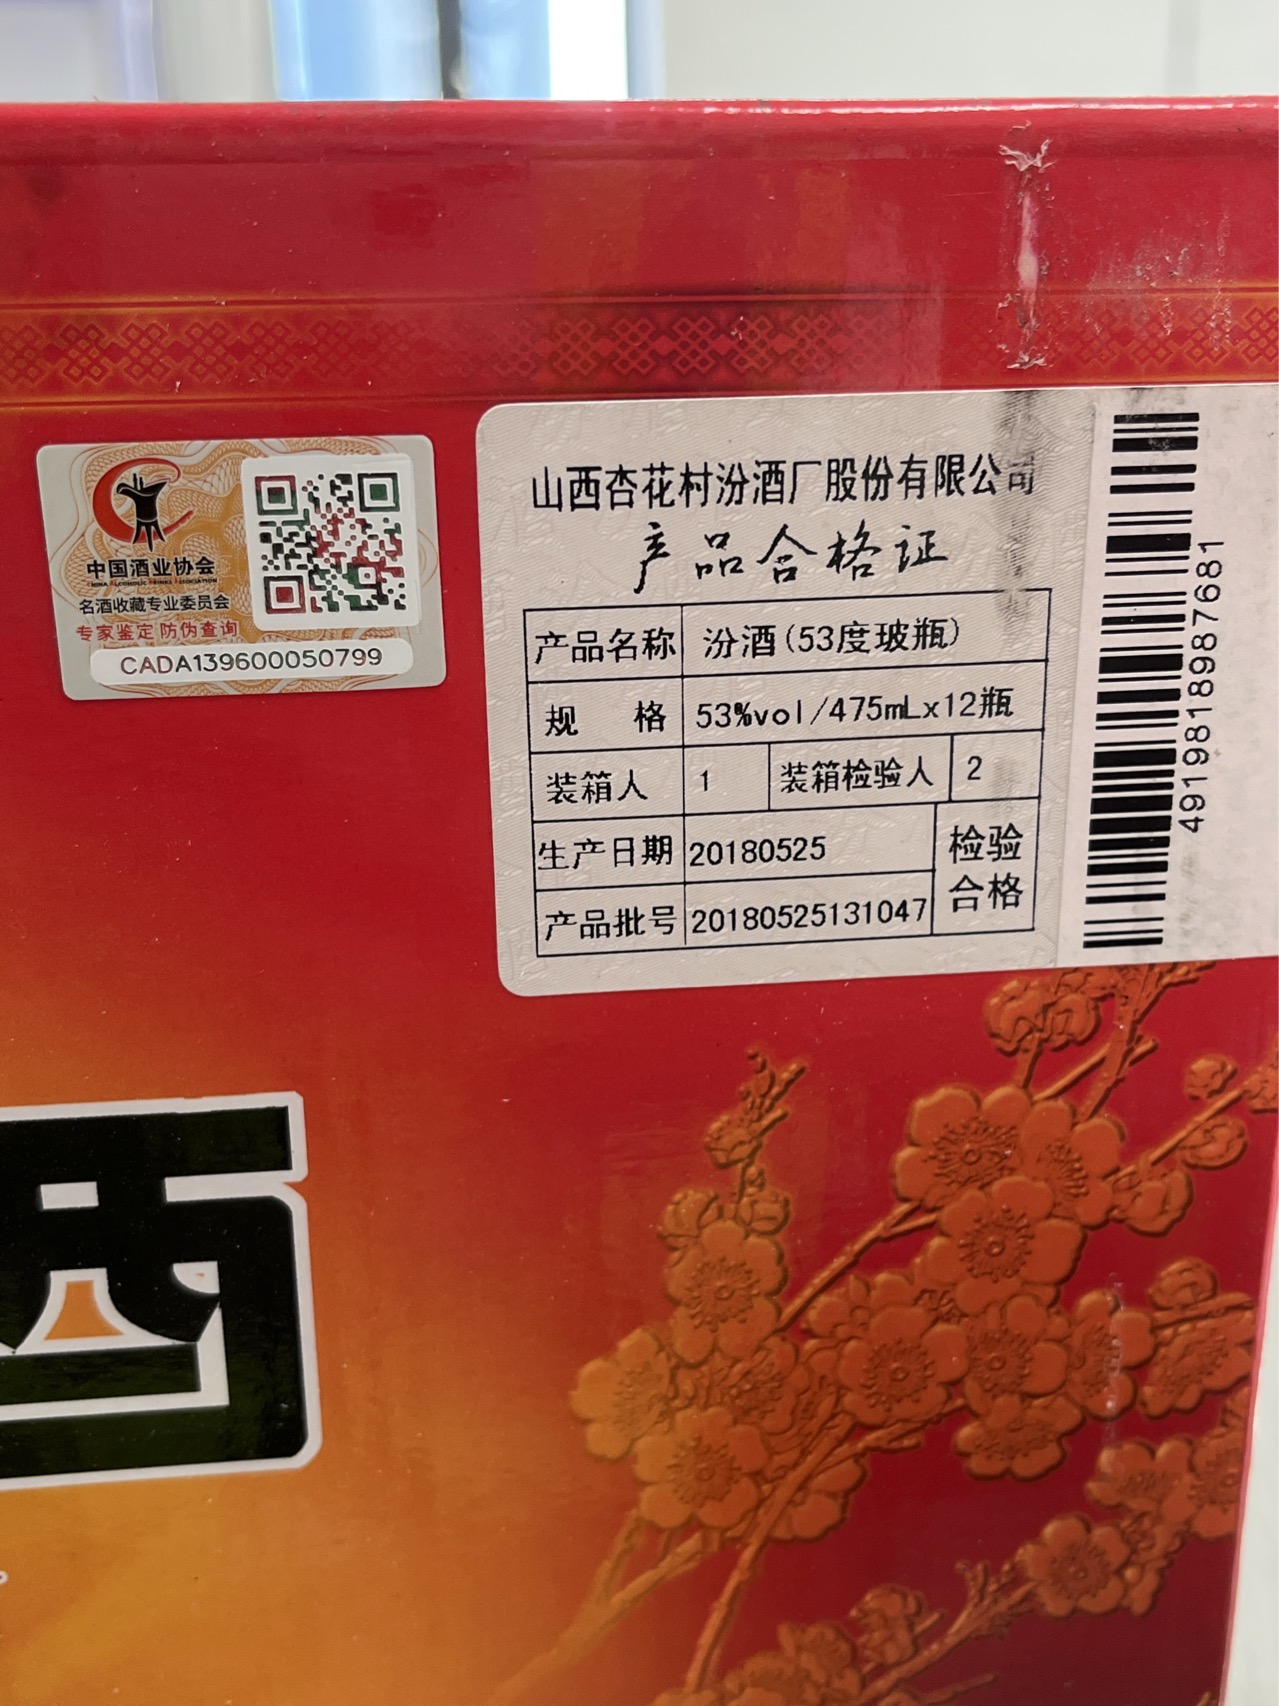 中国酒业协会
CHINA ALCOHOLIC DRINKS ASSOCIATION
名酒收藏专业委员会
专家鉴定 防伪查询
CADA139600050799
山西杏花村汾酒厂股份有限公司
产品合格证
产品名称 汾酒(53度玻瓶)
规 格 53%vol/475mLx12瓶
装箱人 1 装箱检验人 2
生产日期 20180525 检验
产品批号 20180525131047 合格
4919818987681
酒